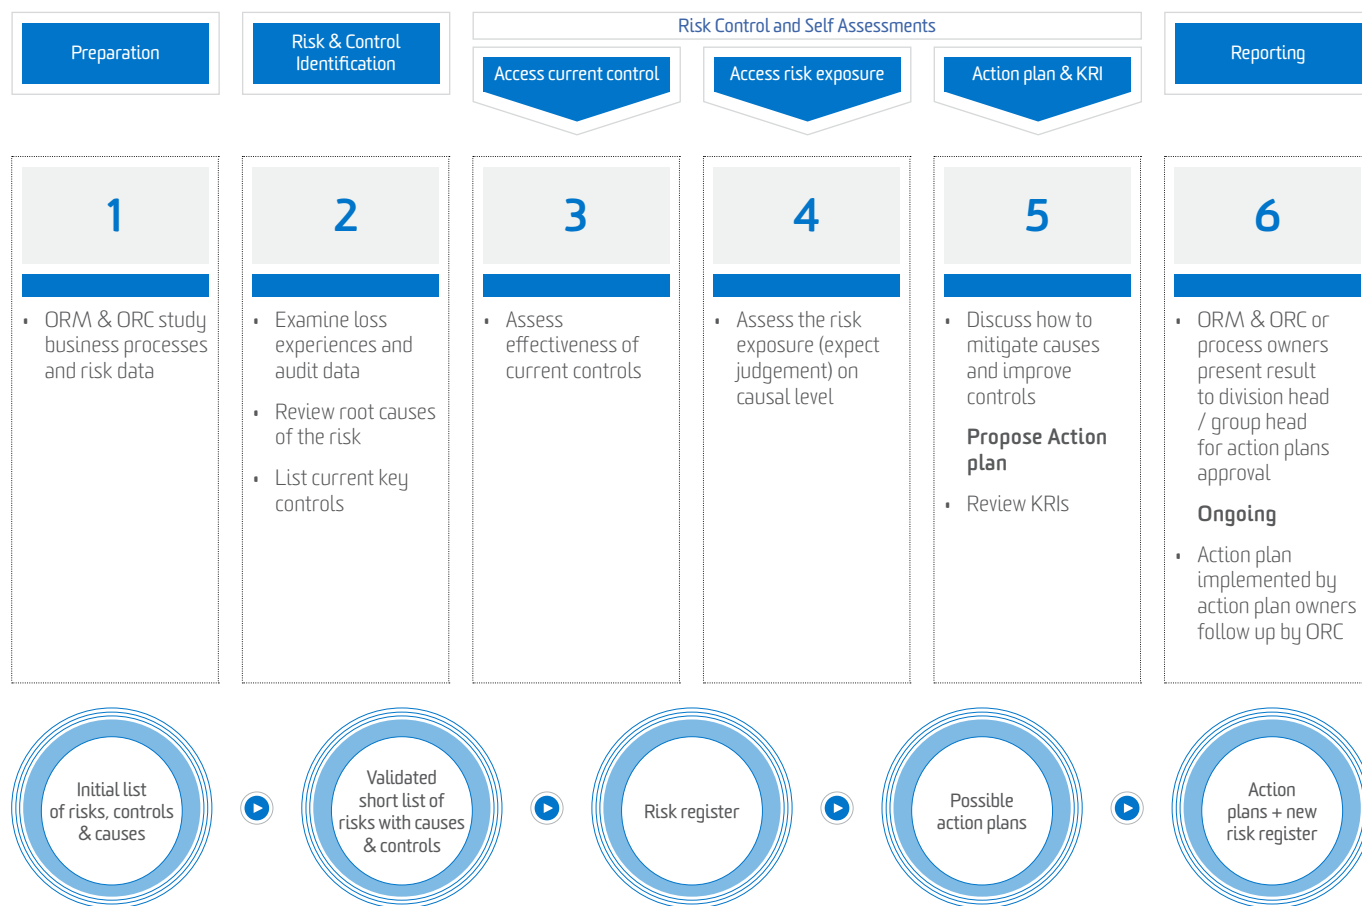 Preparation
Risk & Control
Identification
Risk Control and Self Assessments
Access current control
Access risk exposure
Action plan & KRI
Reporting
1
ORM & ORC study
business processes
and risk data
2
Examine loss
experiences and
audit data
Review root causes
of the risk
List current key
controls
3
Assess
effectiveness of
current controls
4
Assess the risk
exposure (expect
judgement) on
causal level
5
Discuss how to
mitigate causes
and improve
controls
Propose Action
plan
Review KRIs
6
ORM & ORC or
process owners
present result
to division head
/ group head
for action plans
approval
Ongoing
Action plan
implemented by
action plan owners
follow up by ORC
Initial list
of risks, controls
& causes
Validated
short list of
risks with causes
& controls
Risk register
Possible
action plans
Action
plans + new
risk register